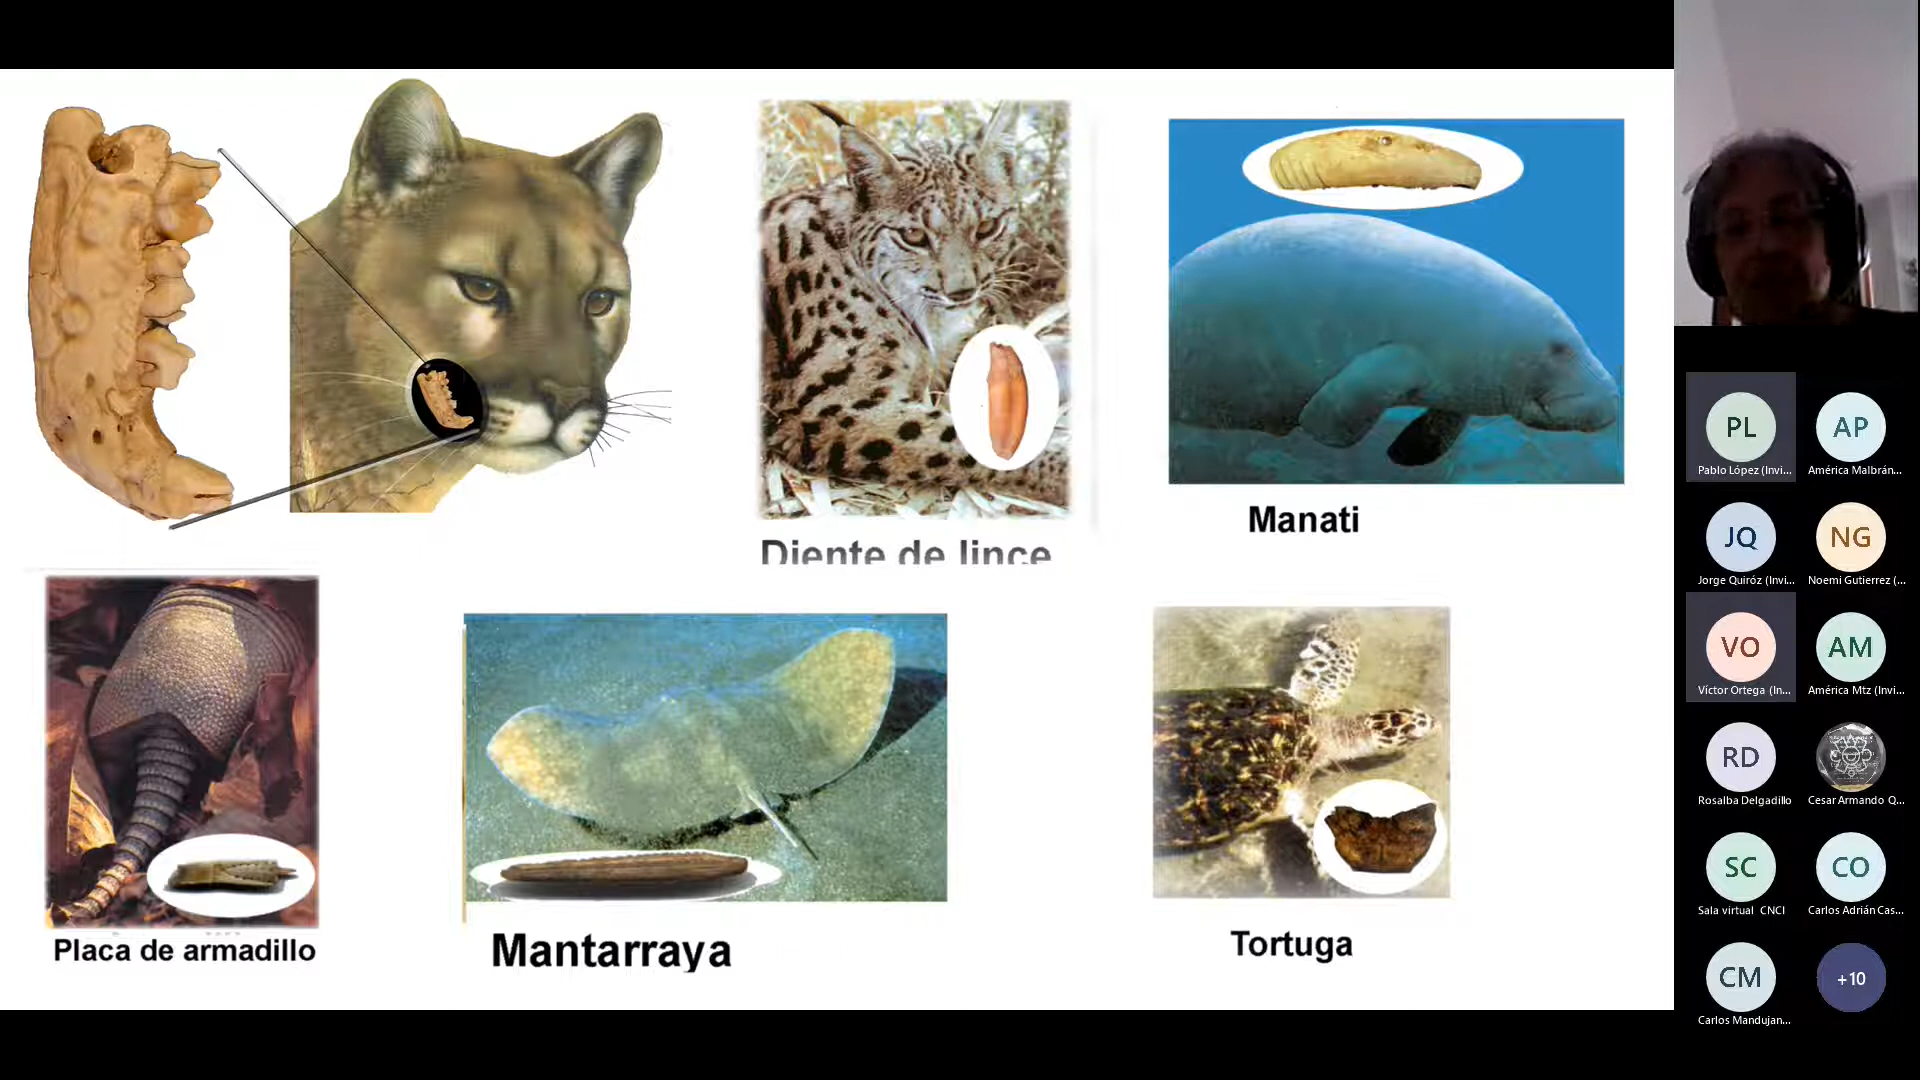 Diente de lince
Manati
Placa de armadillo
Mantarraya
Tortuga
PL
Pablo López (Invi...
AP
América Malbrán...
JQ
Jorge Quiróz (Invi...
NG
Noemi Gutierrez (...
VO
Víctor Ortega (In...
AM
América Mtz (Invi...
RD
Rosalba Delgadillo
Cesar Armando Q...
SC
Sala virtual CNCI
CO
Carlos Adrián Cas...
CM
Carlos Mandujan...
+10